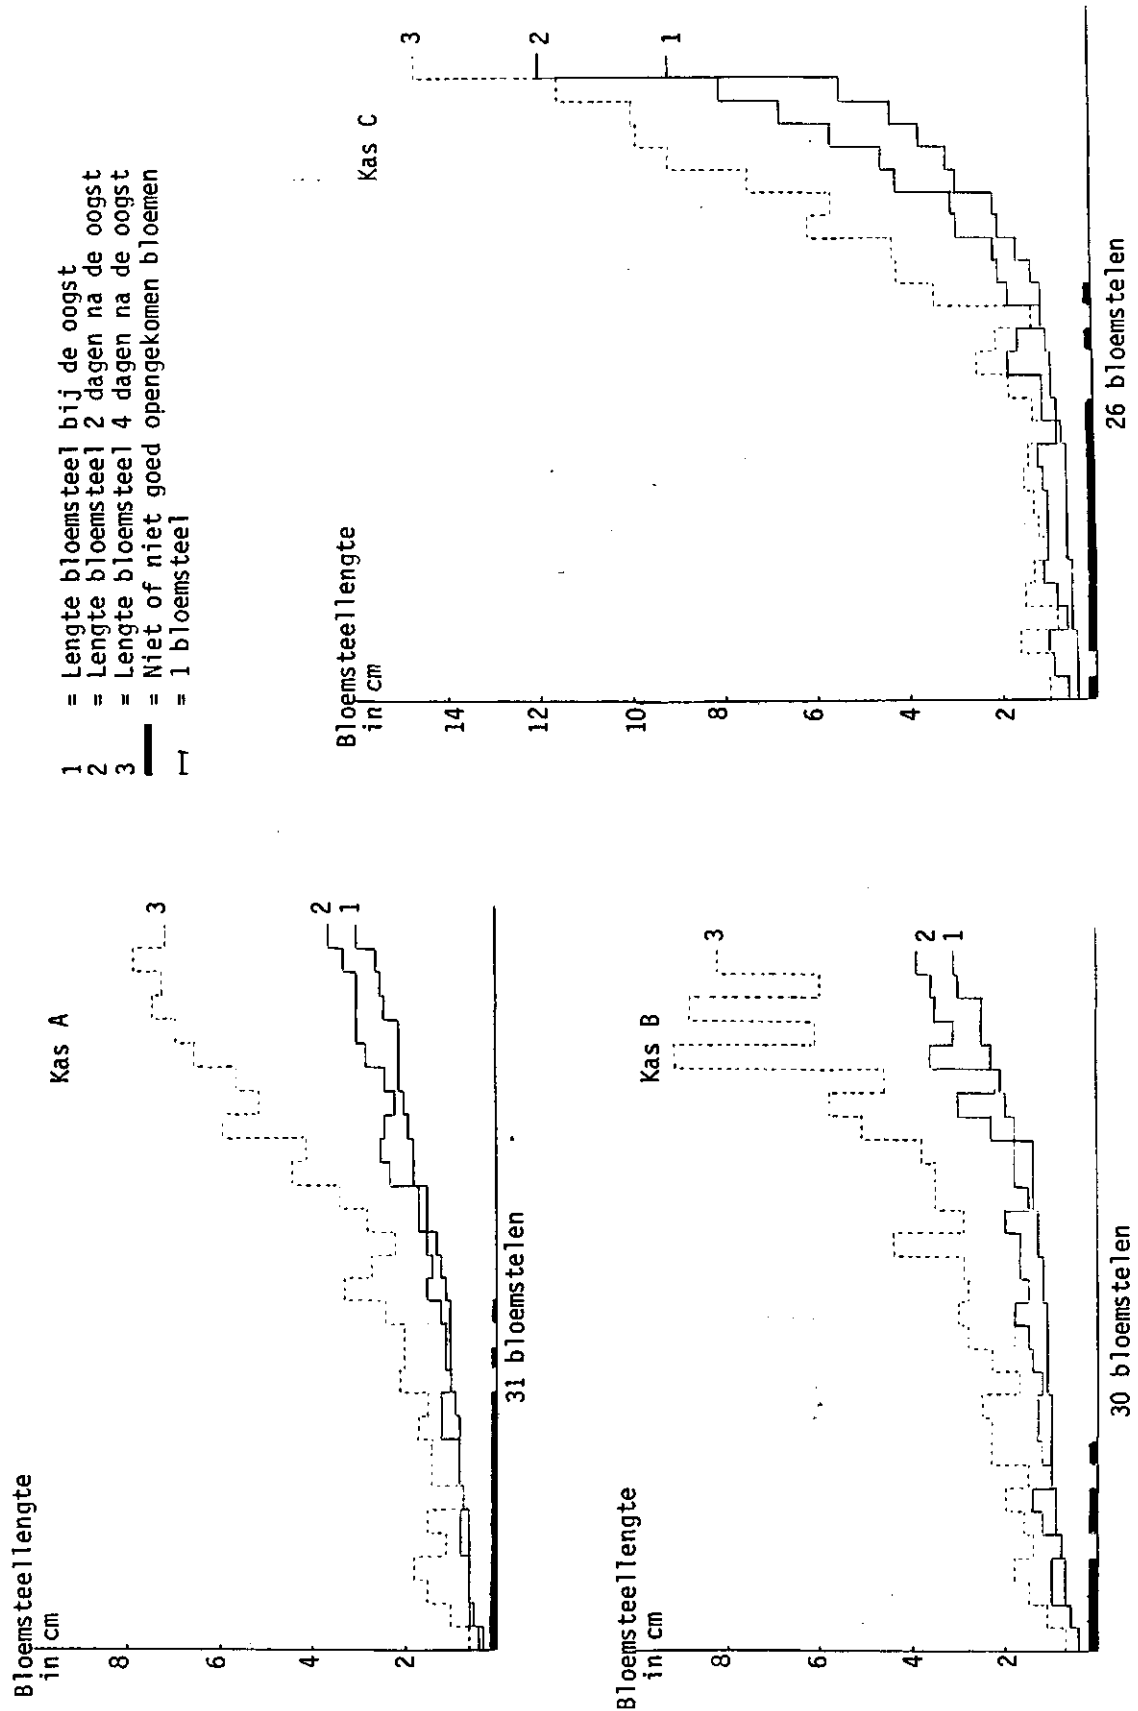 1 = Lengte bloemsteel bij de oogst
2 = Lengte bloemsteel 2 dagen na de oogst
3 = Lengte bloemsteel 4 dagen na de oogst
= Niet of niet goed opengekomen bloemen
= 1 bloemsteel
Bloemsteellengte
in cm
Kas A
8
6
4
2
3
2
1
31 bloemstelen
Bloemsteellengte
in cm
Kas B
8
6
4
2
3
2
1
30 bloemstelen
Bloemsteellengte
in cm
Kas C
14
12
10
8
6
4
2
3
2
1
26 bloemstelen